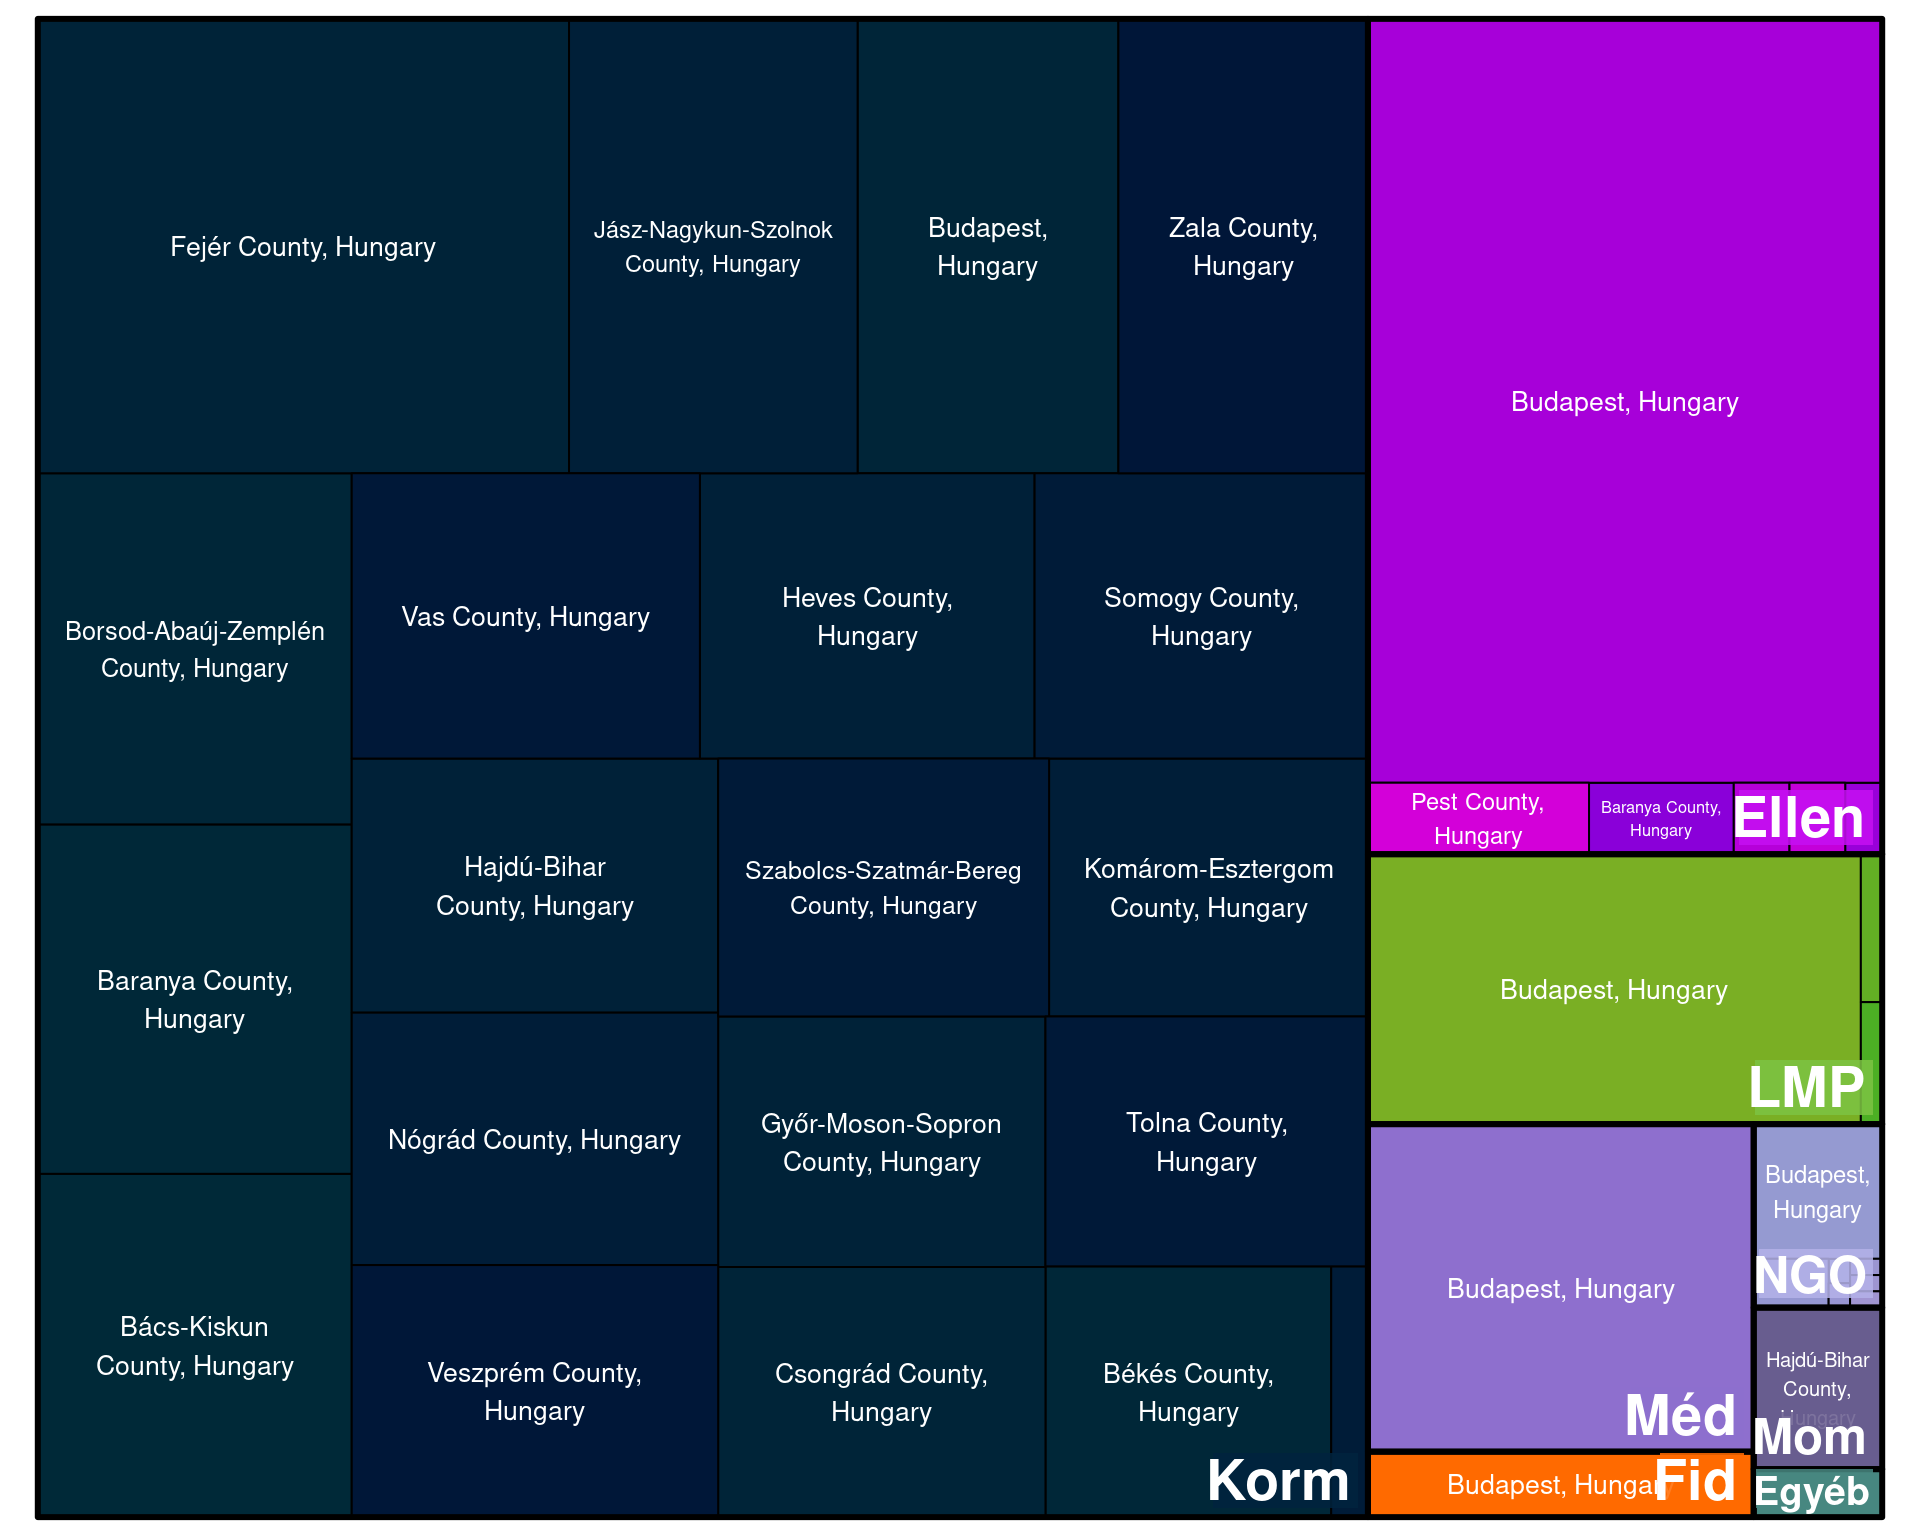 Fejér County, Hungary
Jász-Nagykun-Szolnok
County, Hungary
Budapest,
Hungary
Zala County,
Hungary
Borsod-Abaúj-Zemplén
County, Hungary
Vas County, Hungary
Heves County,
Hungary
Somogy County,
Hungary
Baranya County,
Hungary
Hajdú-Bihar
County, Hungary
Szabolcs-Szatmár-Bereg
County, Hungary
Komárom-Esztergom
County, Hungary
Nógrád County, Hungary
Győr-Moson-Sopron
County, Hungary
Tolna County,
Hungary
Bács-Kiskun
County, Hungary
Veszprém County,
Hungary
Csongrád County,
Hungary
Békés County,
Hungary
Korm
Budapest, Hungary
Pest County,
Hungary
Baranya County,
Hungary
Ellen
Budapest, Hungary
LMP
Budapest, Hungary
Méd
Budapest,
Hungary
NGO
Hajdú-Bihar
County,
Hungary
Mom
Budapest, Hungary
Fid
Egyéb